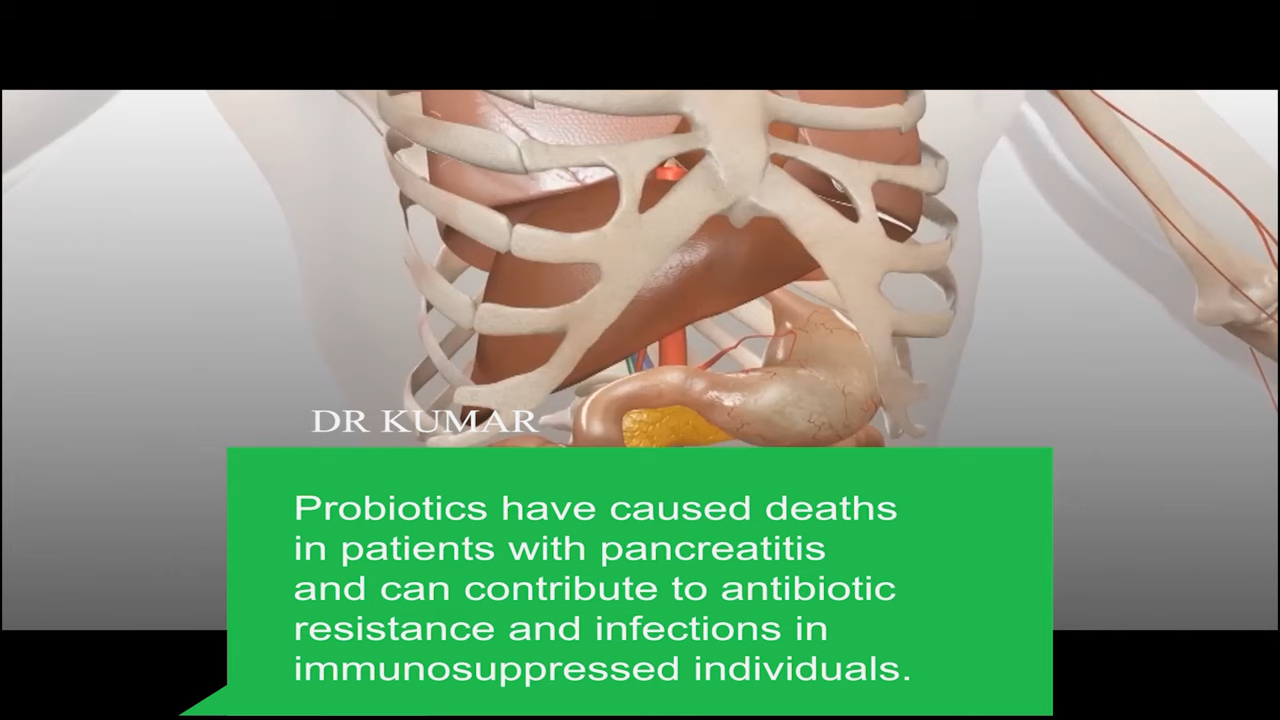 DR KUMAR
Probiotics have caused deaths
in patients with pancreatitis
and can contribute to antibiotic
resistance and infections in
immunosuppressed individuals.